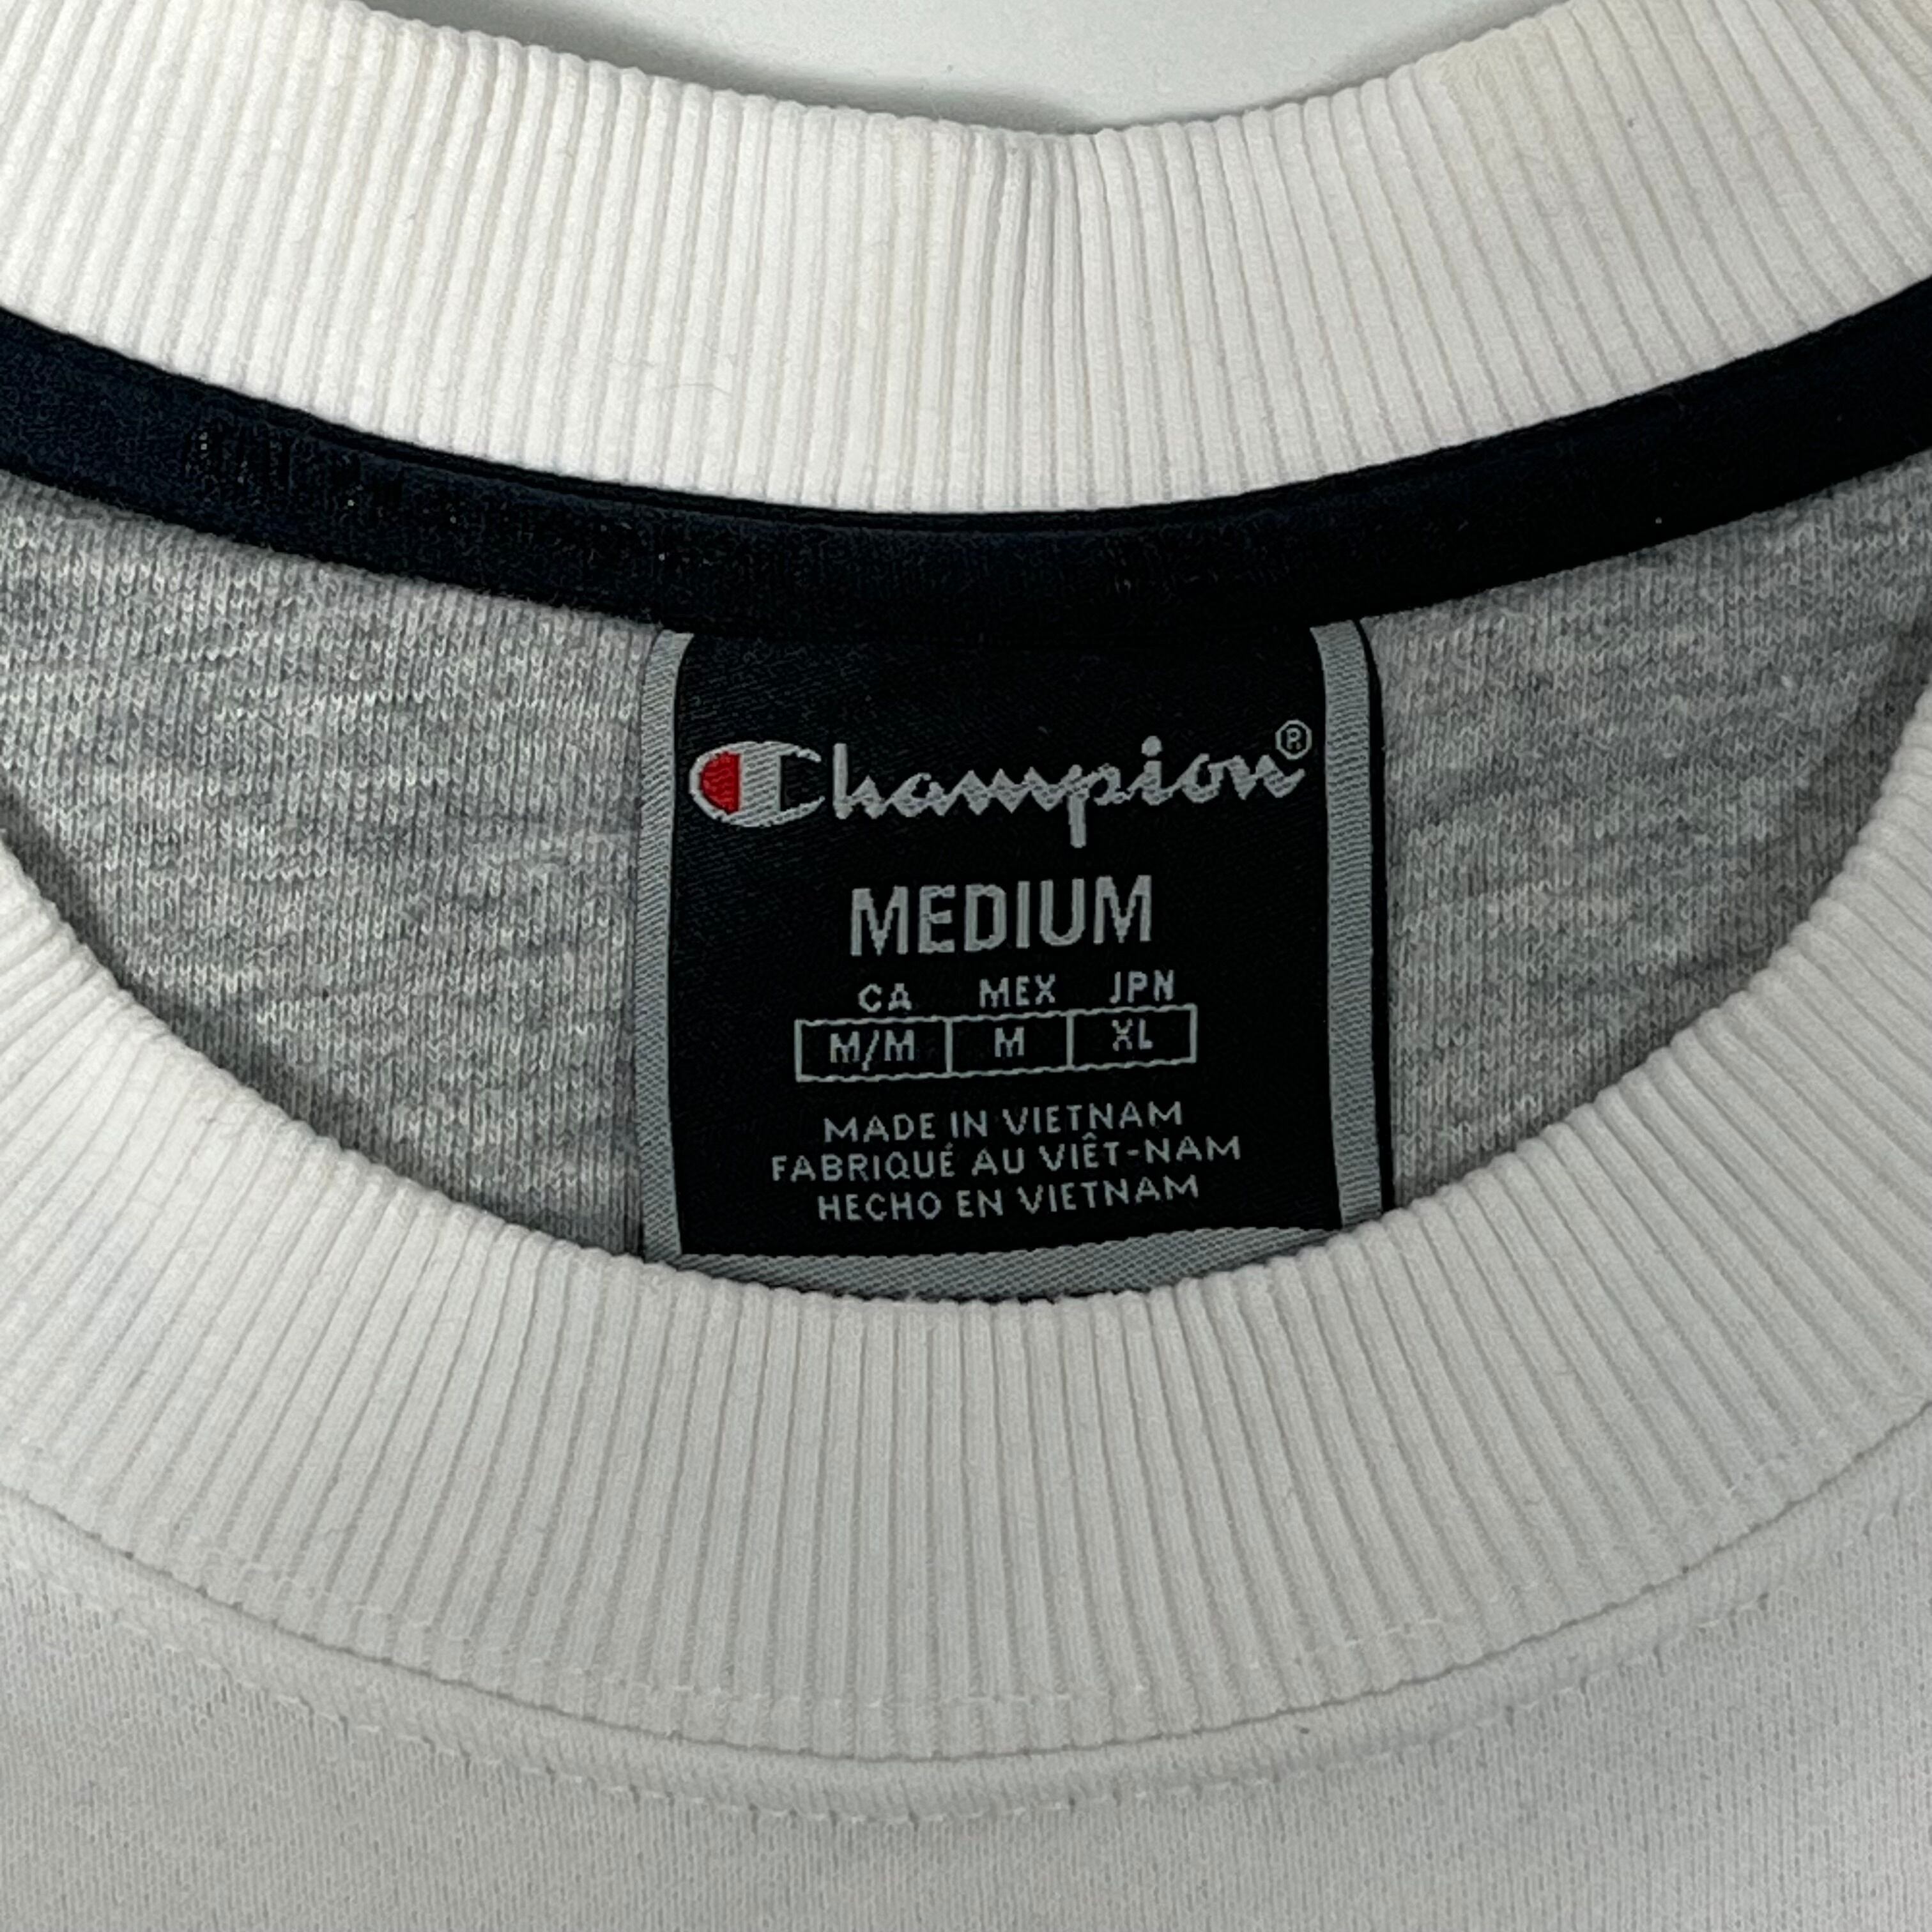 Champion®
MEDIUM
CA MEX JPN
M/M M XL
MADE IN VIETNAM
FABRIQUÉ AU VIÊT-NAM
HECHO EN VIETNAM